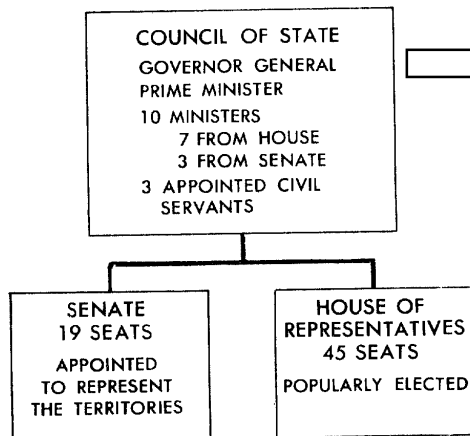 COUNCIL OF STATE
GOVERNOR GENERAL
PRIME MINISTER
10 MINISTERS
7 FROM HOUSE
3 FROM SENATE
3 APPOINTED CIVIL
SERVANTS
SENATE
19 SEATS
APPOINTED
TO REPRESENT
THE TERRITORIES
HOUSE OF
REPRESENTATIVES
45 SEATS
POPULARLY ELECTED